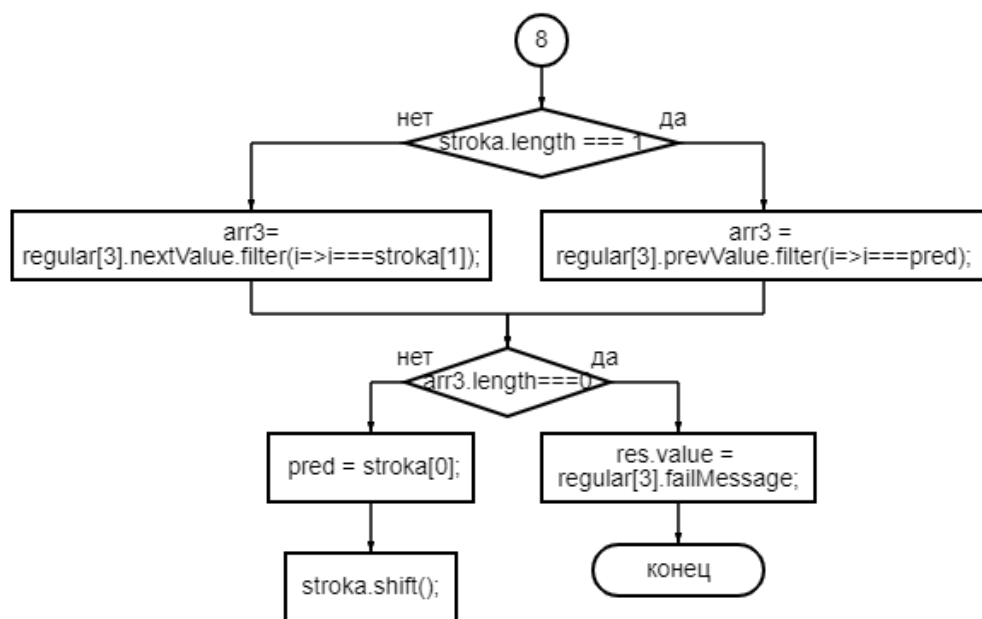 8
нет
да
stroka.length === 1
arr3=
regular[3].nextValue.filter(i=>i===stroka[1]);
arr3 =
regular[3].prevValue.filter(i=>i===pred);
нет
да
arr3.length===0
pred = stroka[0];
res.value =
regular[3].failMessage;
stroka.shift();
конец